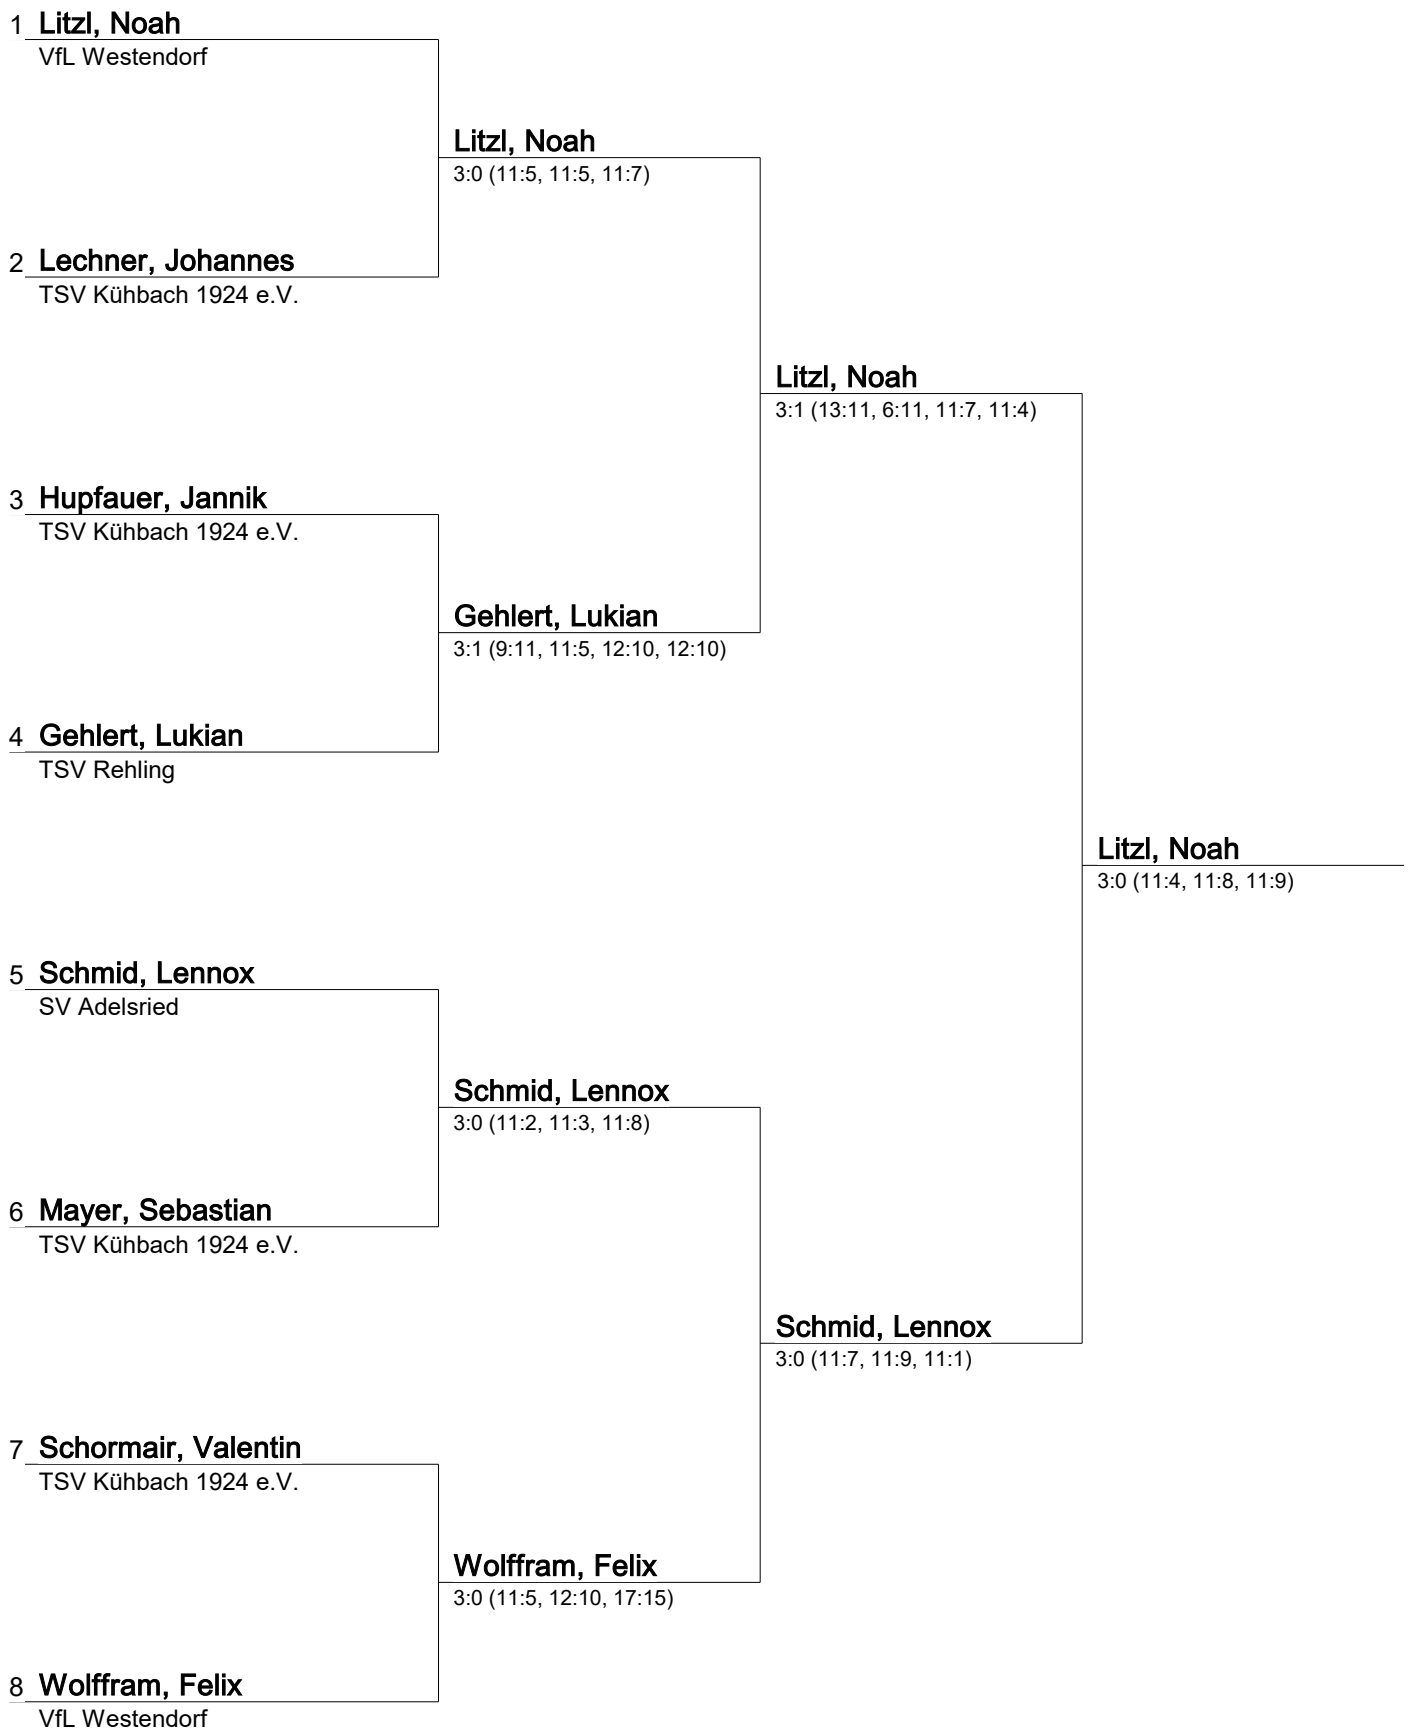 1 Litzl, Noah
VfL Westendorf
Litzl, Noah
3:0 (11:5, 11:5, 11:7)
2 Lechner, Johannes
TSV Kühbach 1924 e.V.
Litzl, Noah
3:1 (13:11, 6:11, 11:7, 11:4)
3 Hupfauer, Jannik
TSV Kühbach 1924 e.V.
Gehlert, Lukian
3:1 (9:11, 11:5, 12:10, 12:10)
4 Gehlert, Lukian
TSV Rehling
Litzl, Noah
3:0 (11:4, 11:8, 11:9)
5 Schmid, Lennox
SV Adelsried
Schmid, Lennox
3:0 (11:2, 11:3, 11:8)
6 Mayer, Sebastian
TSV Kühbach 1924 e.V.
Schmid, Lennox
3:0 (11:7, 11:9, 11:1)
7 Schormair, Valentin
TSV Kühbach 1924 e.V.
Wolffram, Felix
3:0 (11:5, 12:10, 17:15)
8 Wolffram, Felix
VfL Westendorf